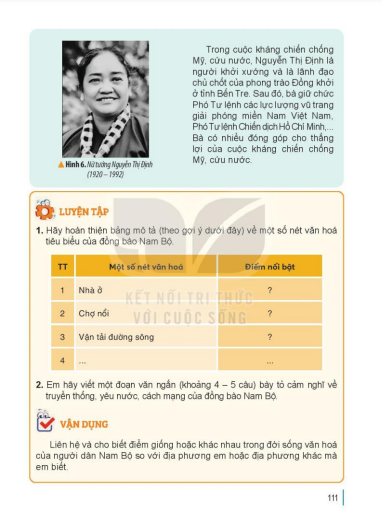 Trong cuộc kháng chiến chống
Mỹ, cứu nước, Nguyễn Thị Định là
người khởi xướng và là lãnh đạo
chủ chốt của phong trào Đồng khởi
ở tỉnh Bến Tre. Sau đó, bà giữ chức
Phó Tư lệnh các lực lượng vũ trang
giải phóng miền Nam Việt Nam,
Phó Tư lệnh Chiến dịch Hồ Chí Minh,...
Bà có nhiều đóng góp cho thắng
lợi của cuộc kháng chiến chống
Mỹ, cứu nước.
▲ Hình 6. Nữ tướng Nguyễn Thị Định
(1920 – 1992)
LUYỆN TẬP
1. Hãy hoàn thiện bảng mô tả (theo gợi ý dưới đây) về một số nét văn hoá
tiêu biểu của đồng bào Nam Bộ.
TT Một số nét văn hoá Điểm nổi bật
1 Nhà ở ?
2 Chợ nổi ?
3 Vận tải đường sông ?
4 ... ...
KẾT NỐI TRI THỨC
VỚI CUỘC SỐNG
2. Em hãy viết một đoạn văn ngắn (khoảng 4 – 5 câu) bày tỏ cảm nghĩ về
truyền thống, yêu nước, cách mạng của đồng bào Nam Bộ.
VẬN DỤNG
Liên hệ và cho biết điểm giống hoặc khác nhau trong đời sống văn hoá
của người dân Nam Bộ so với địa phương em hoặc địa phương khác mà
em biết.
111